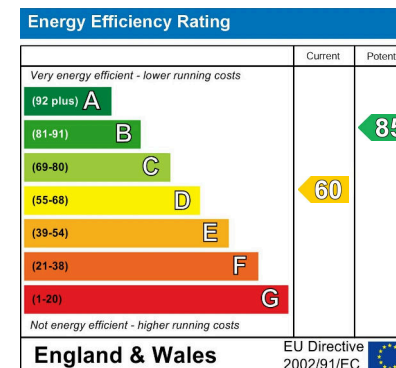 Energy Efficiency Rating
Current Potent
Very energy efficient - lower running costs
(92 plus) A
(81-91) B
85
(69-80) C
(55-68) D
60
(39-54) E
(21-38) F
(1-20) G
Not energy efficient - higher running costs
England & Wales
EU Directive
2002/91/EC